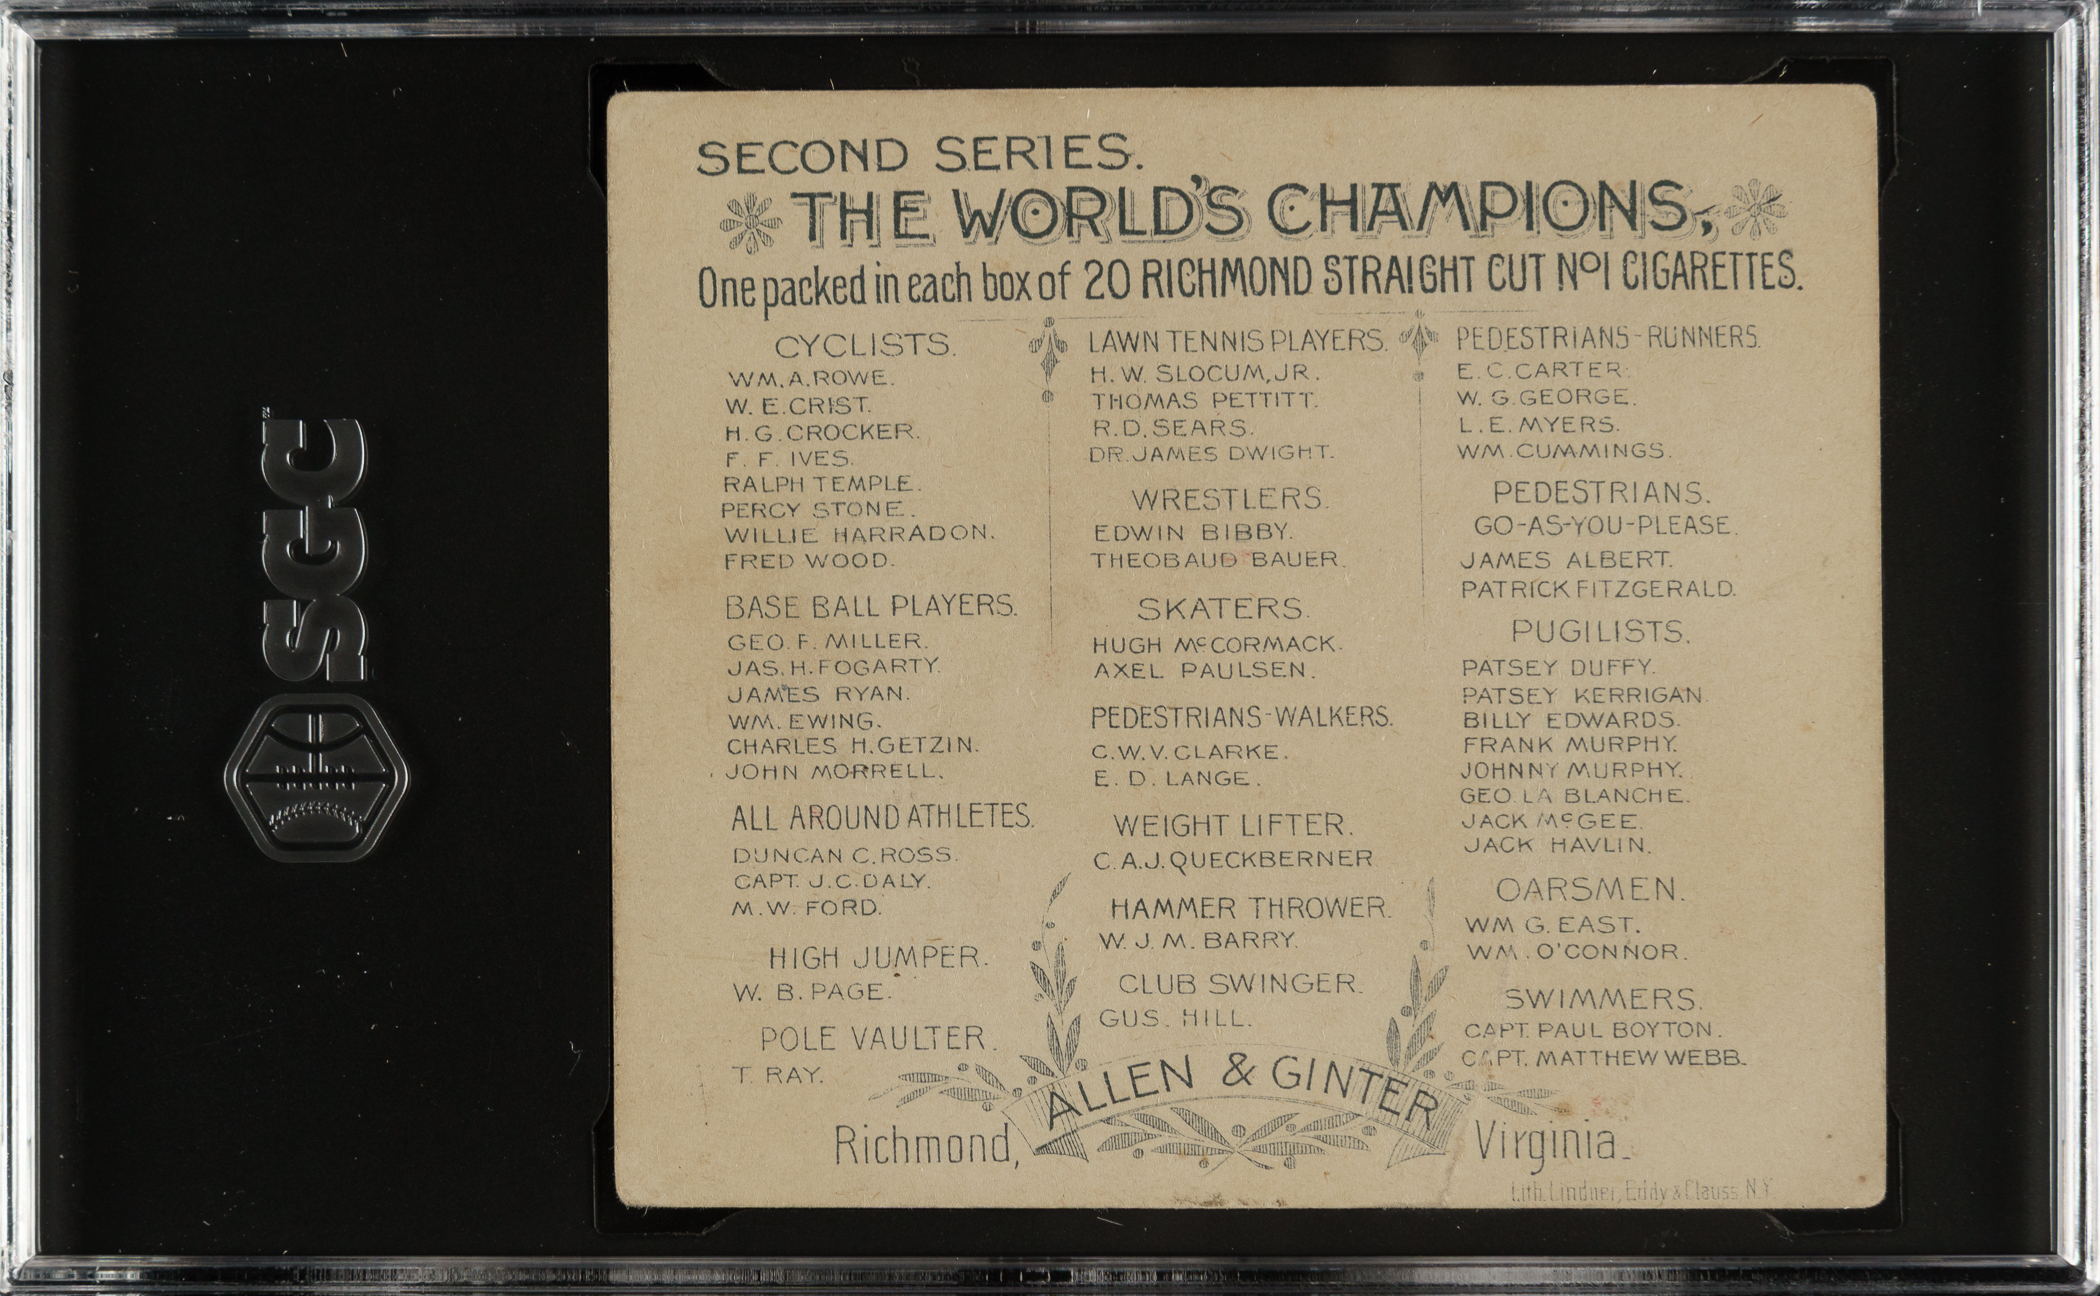 SGC
SECOND SERIES.
THE WORLD'S CHAMPIONS,
One packed in each box of 20 RICHMOND STRAIGHT CUT No1 CIGARETTES.
CYCLISTS.
WM. A. ROWE.
W. E. CRIST.
H. G. CROCKER.
F. F. IVES.
RALPH TEMPLE.
PERCY STONE.
WILLIE HARRADON.
FRED WOOD.
BASE BALL PLAYERS.
GEO. F. MILLER.
JAS. H. FOGARTY.
JAMES RYAN.
WM. EWING.
CHARLES H. GETZIN.
JOHN MORRELL.
ALL AROUND ATHLETES.
DUNCAN C. ROSS.
CAPT. J. C. DALY.
M. W. FORD.
HIGH JUMPER.
W. B. PAGE.
POLE VAULTER.
T. RAY.
LAWN TENNIS PLAYERS.
H. W. SLOCUM, JR.
THOMAS PETTITT.
R. D. SEARS.
DR. JAMES DWIGHT.
WRESTLERS.
EDWIN BIBBY.
THEOBAUD BAUER.
SKATERS.
HUGH McCORMACK.
AXEL PAULSEN.
PEDESTRIANS-WALKERS.
C. W. V. CLARKE.
E. D. LANGE.
WEIGHT LIFTER.
C. A. J. QUECKBERNER
HAMMER THROWER.
W. J. M. BARRY.
CLUB SWINGER.
GUS. HILL.
PEDESTRIANS-RUNNERS.
E. C. CARTER.
W. G. GEORGE.
L. E. MYERS.
WM. CUMMINGS.
PEDESTRIANS.
GO-AS-YOU-PLEASE.
JAMES ALBERT.
PATRICK FITZGERALD.
PUGILISTS.
PATSEY DUFFY.
PATSEY KERRIGAN.
BILLY EDWARDS.
FRANK MURPHY.
JOHNNY MURPHY.
GEO. LA BLANCHE.
JACK McGEE.
JACK HAVLIN.
OARSMEN.
WM G. EAST.
WM. O'CONNOR.
SWIMMERS.
CAPT. PAUL BOYTON.
CAPT. MATTHEW WEBB.
ALLEN & GINTER
Richmond, Virginia.
Lith. Lindner, Eddy & Clauss, N.Y.